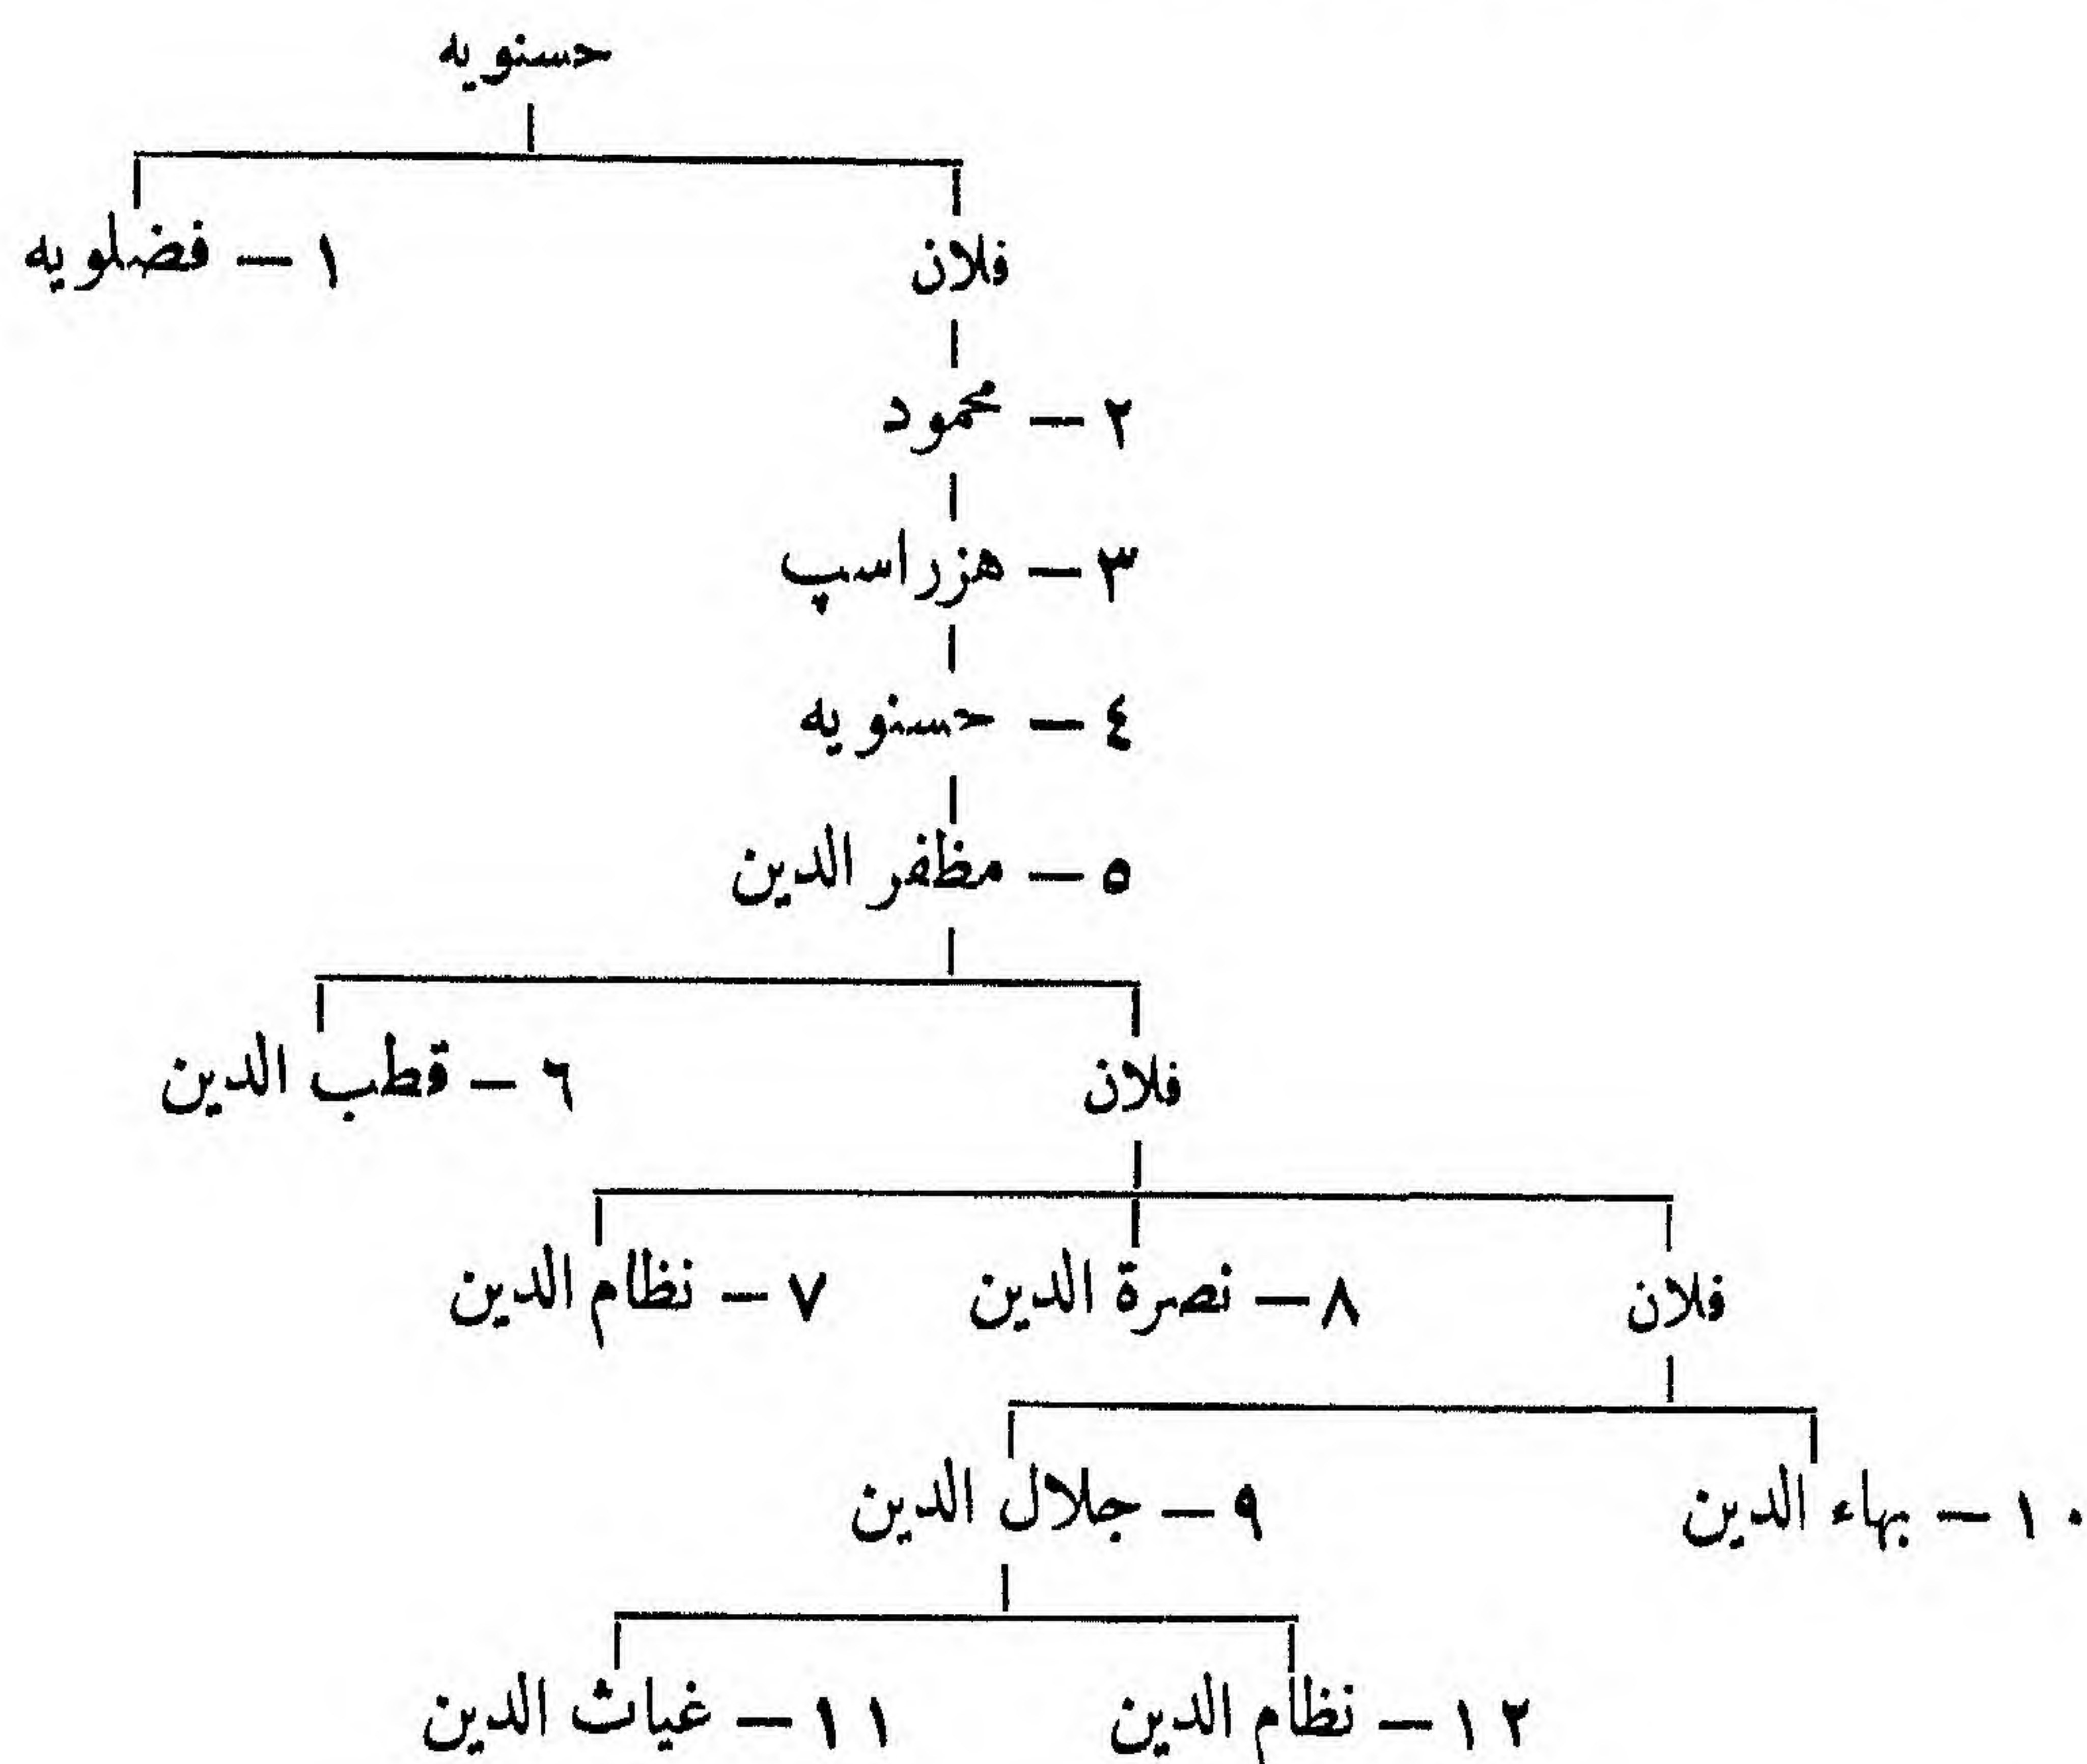 حسنويه
فلان
١ – فضلويه
٢ – محمود
٣ – هزراسپ
٤ – حسنويه
٥ – مظفر الدين
فلان
٦ – قطب الدين
فلان
٨ – نصرة الدين
٧ – نظام الدين
١٠ – بهاء الدين
٩ – جلال الدين
١٢ – نظام الدين
١١ – غياث الدين